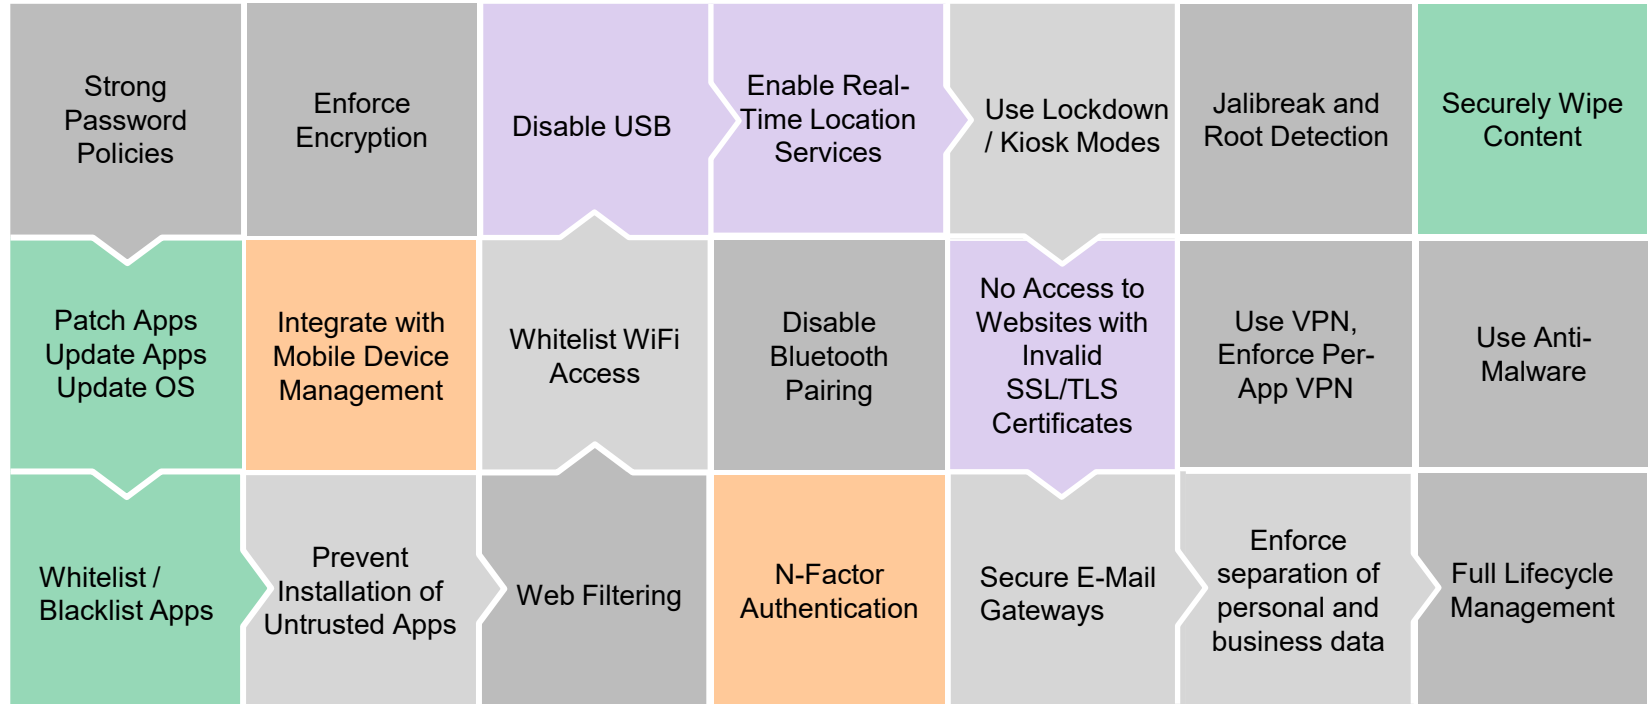 Strong
Password
Policies
Enforce
Encryption
Disable USB
Enable Real-
Time Location
Services
Use Lockdown
/ Kiosk Modes
Jalibreak and
Root Detection
Securely Wipe
Content
Patch Apps
Update Apps
Update OS
Integrate with
Mobile Device
Management
Whitelist WiFi
Access
Disable
Bluetooth
Pairing
No Access to
Websites with
Invalid
SSL/TLS
Certificates
Use VPN,
Enforce Per-
App VPN
Use Anti-
Malware
Whitelist /
Blacklist Apps
Prevent
Installation of
Untrusted Apps
Web Filtering
N-Factor
Authentication
Secure E-Mail
Gateways
Enforce
separation of
personal and
business data
Full Lifecycle
Management